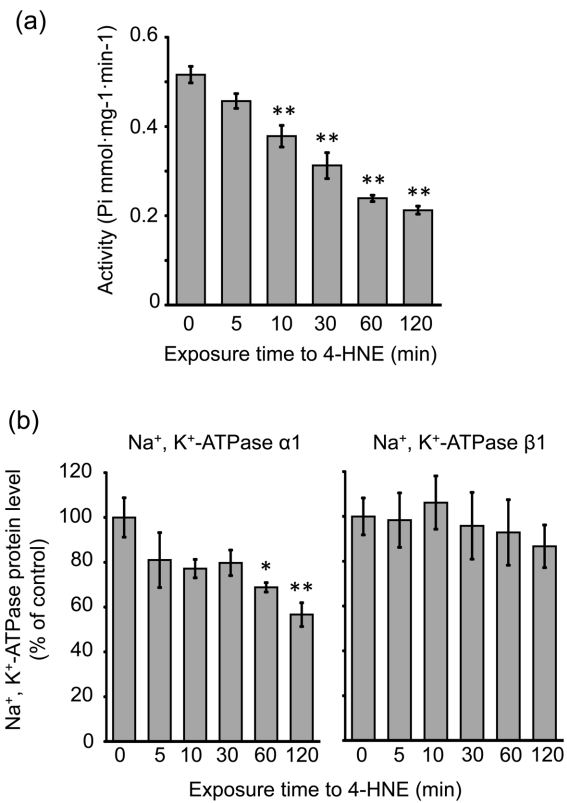 (a)
Activity (Pi mmol·mg-1·min-1)
0.6
0.4
0.2
0
**
**
**
**
0 5 10 30 60 120
Exposure time to 4-HNE (min)
(b)
Na⁺, K⁺-ATPase α1
Na⁺, K⁺-ATPase β1
Na⁺, K⁺-ATPase protein level
(% of control)
120
100
80
60
40
20
0
*
**
0 5 10 30 60 120
0 5 10 30 60 120
Exposure time to 4-HNE (min)